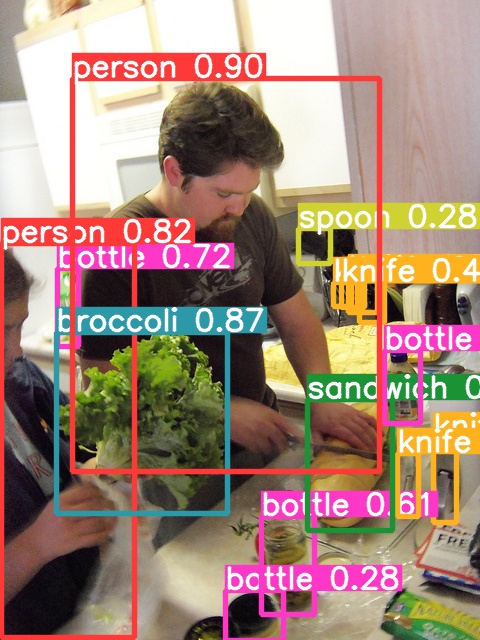 person 0.90
spoon 0.28
person 0.82
bottle 0.72
knife 0.4
broccoli 0.87
bottle
sandwich 0
knife
bottle 0.61
bottle 0.28
FRE